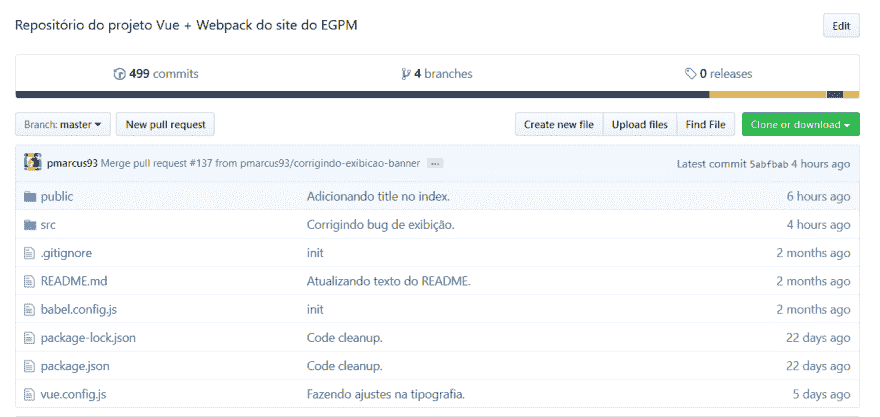 Repositório do projeto Vue + Webpack do site do EGPM Edit
499 commits 4 branches 0 releases
Branch: master New pull request Create new file Upload files Find File Clone or download
pmarcus93 Merge pull request #137 from pmarcus93/corrigindo-exibicao-banner ... Latest commit 5abfbab 4 hours ago
public Adicionando title no index. 6 hours ago
src Corrigindo bug de exibição. 4 hours ago
.gitignore init 2 months ago
README.md Atualizando texto do README. 2 months ago
babel.config.js init 2 months ago
package-lock.json Code cleanup. 22 days ago
package.json Code cleanup. 22 days ago
vue.config.js Fazendo ajustes na tipografia. 5 days ago